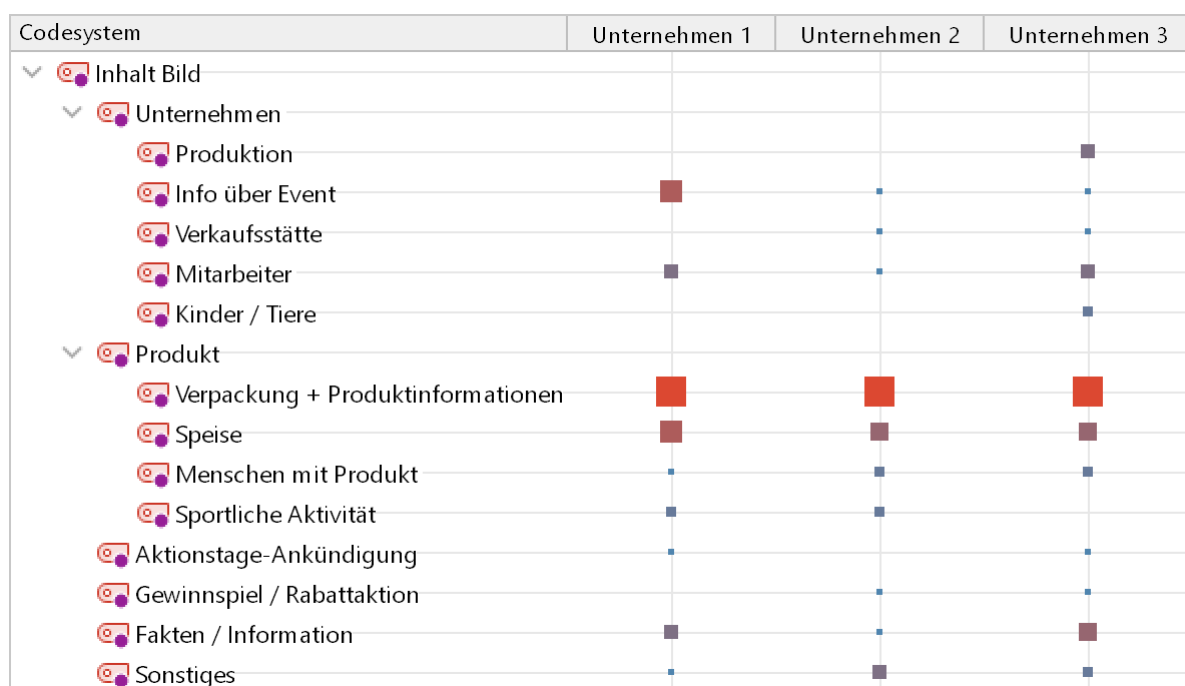 Codesystem Unternehmen 1 Unternehmen 2 Unternehmen 3
Inhalt Bild
Unternehmen
Produktion
Info über Event
Verkaufsstätte
Mitarbeiter
Kinder / Tiere
Produkt
Verpackung + Produktinformationen
Speise
Menschen mit Produkt
Sportliche Aktivität
Aktionstage-Ankündigung
Gewinnspiel / Rabattaktion
Fakten / Information
Sonstiges